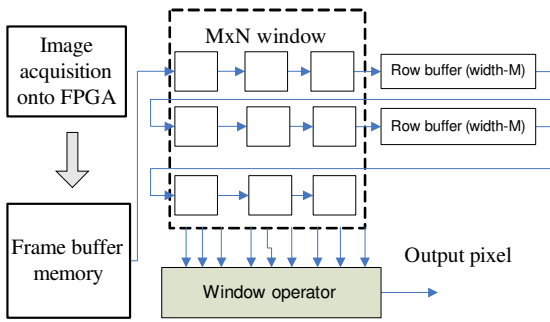 Image
acquisition
onto FPGA
MxN window
Row buffer (width-M)
Row buffer (width-M)
Frame buffer
memory
Output pixel
Window operator